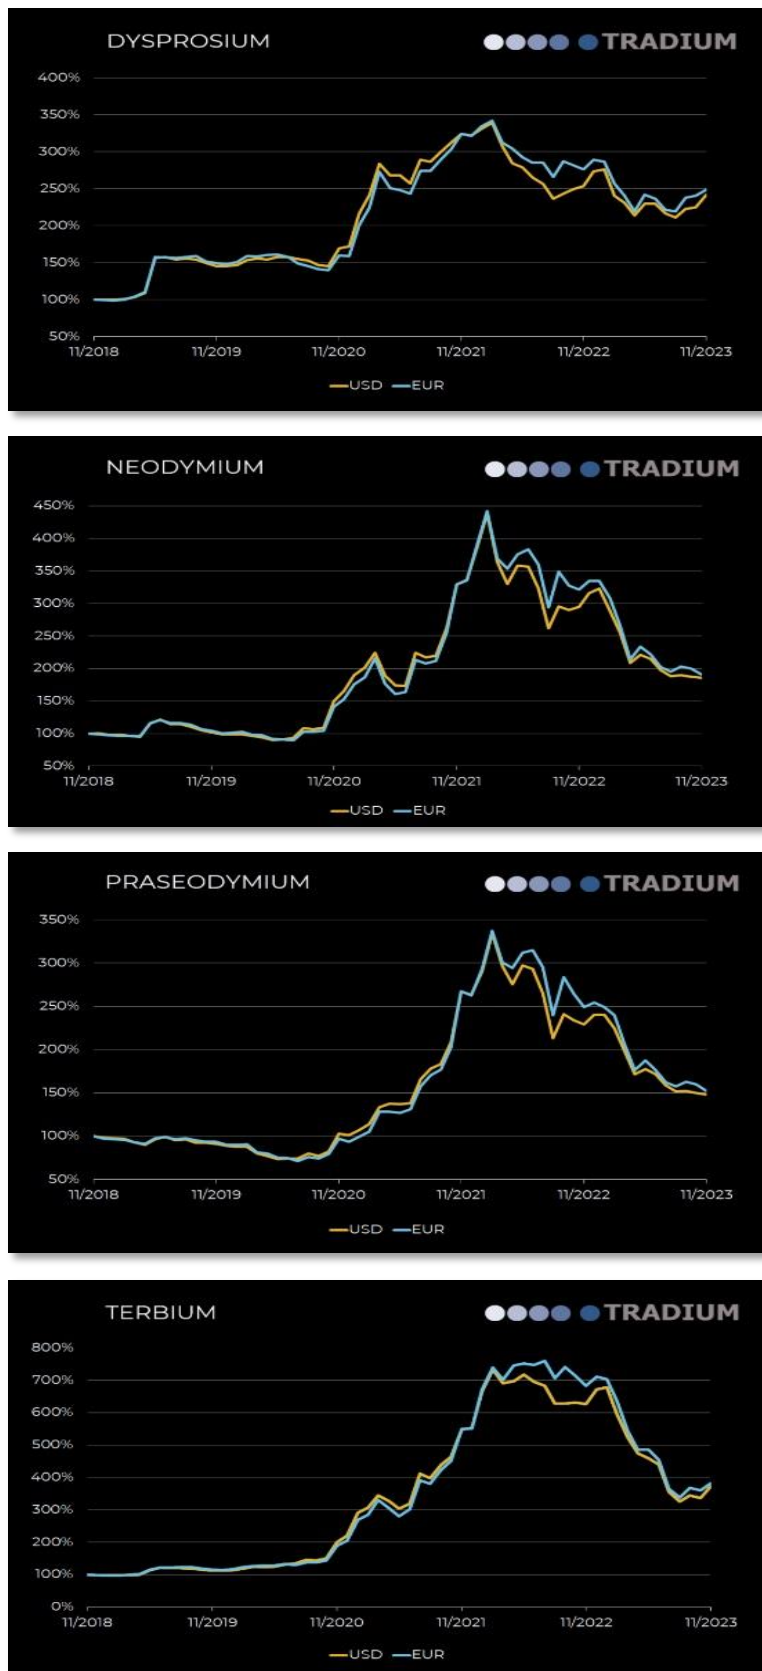 DYSPROSIUM TRADIUM
400%
350%
300%
250%
200%
150%
100%
50%
11/2018 11/2019 11/2020 11/2021 11/2022 11/2023
USD EUR
NEODYMIUM TRADIUM
450%
400%
350%
300%
250%
200%
150%
100%
50%
11/2018 11/2019 11/2020 11/2021 11/2022 11/2023
USD EUR
PRASEODYMIUM TRADIUM
350%
300%
250%
200%
150%
100%
50%
11/2018 11/2019 11/2020 11/2021 11/2022 11/2023
USD EUR
TERBIUM TRADIUM
800%
700%
600%
500%
400%
300%
200%
100%
0%
11/2018 11/2019 11/2020 11/2021 11/2022 11/2023
USD EUR